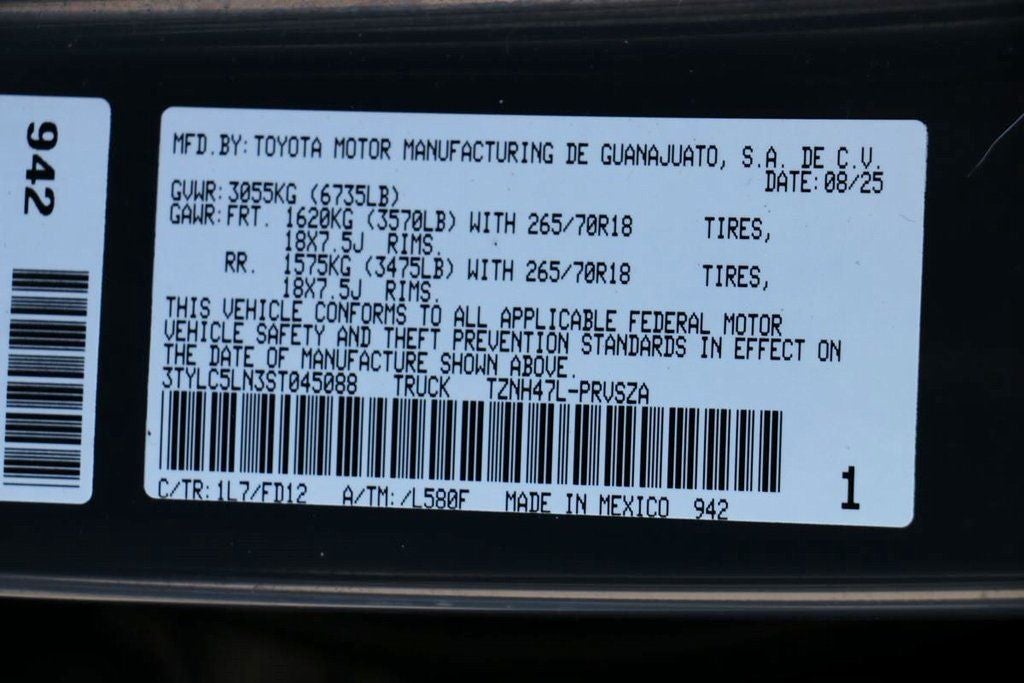 942
MFD.BY:TOYOTA MOTOR MANUFACTURING DE GUANAJUATO, S.A. DE C.V.
DATE:08/25
GVWR:3055KG (6735LB)
GAWR:FRT. 1620KG (3570LB) WITH 265/70R18 TIRES,
18X7.5J RIMS.
RR. 1575KG (3475LB) WITH 265/70R18 TIRES,
18X7.5J RIMS.
THIS VEHICLE CONFORMS TO ALL APPLICABLE FEDERAL MOTOR
VEHICLE SAFETY AND THEFT PREVENTION STANDARDS IN EFFECT ON
THE DATE OF MANUFACTURE SHOWN ABOVE.
3TYLC5LN3ST045088 TRUCK TZNH47L-PRVSZA
C/TR:1L7/FD12 A/TM:/L580F MADE IN MEXICO 942
1